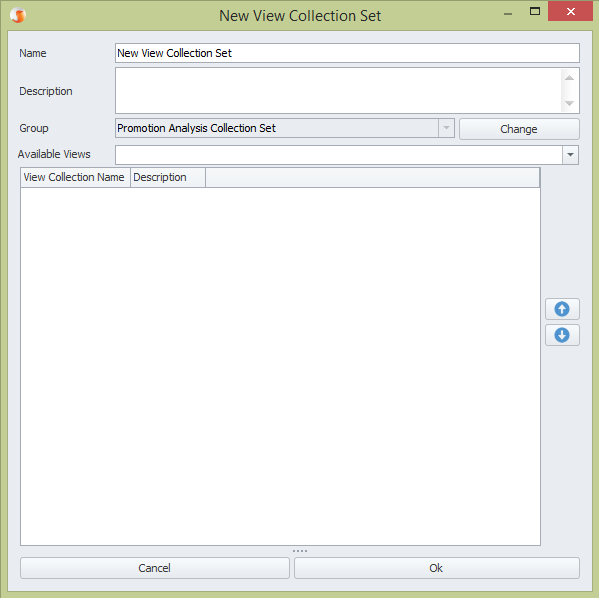 New View Collection Set
Name New View Collection Set
Description
Group Promotion Analysis Collection Set Change
Available Views
View Collection Name Description
Cancel Ok